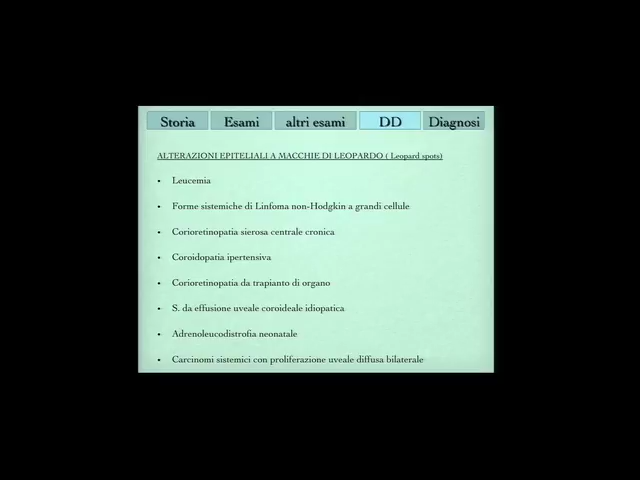 Storia Esami altri esami DD Diagnosi
ALTERAZIONI EPITELIALI A MACCHIE DI LEOPARDO ( Leopard spots)
• Leucemia
• Forme sistemiche di Linfoma non-Hodgkin a grandi cellule
• Corioretinopatia sierosa centrale cronica
• Coroidopatia ipertensiva
• Corioretinopatia da trapianto di organo
• S. da effusione uveale coroideale idiopatica
• Adrenoleucodistrofia neonatale
• Carcinomi sistemici con proliferazione uveale diffusa bilaterale